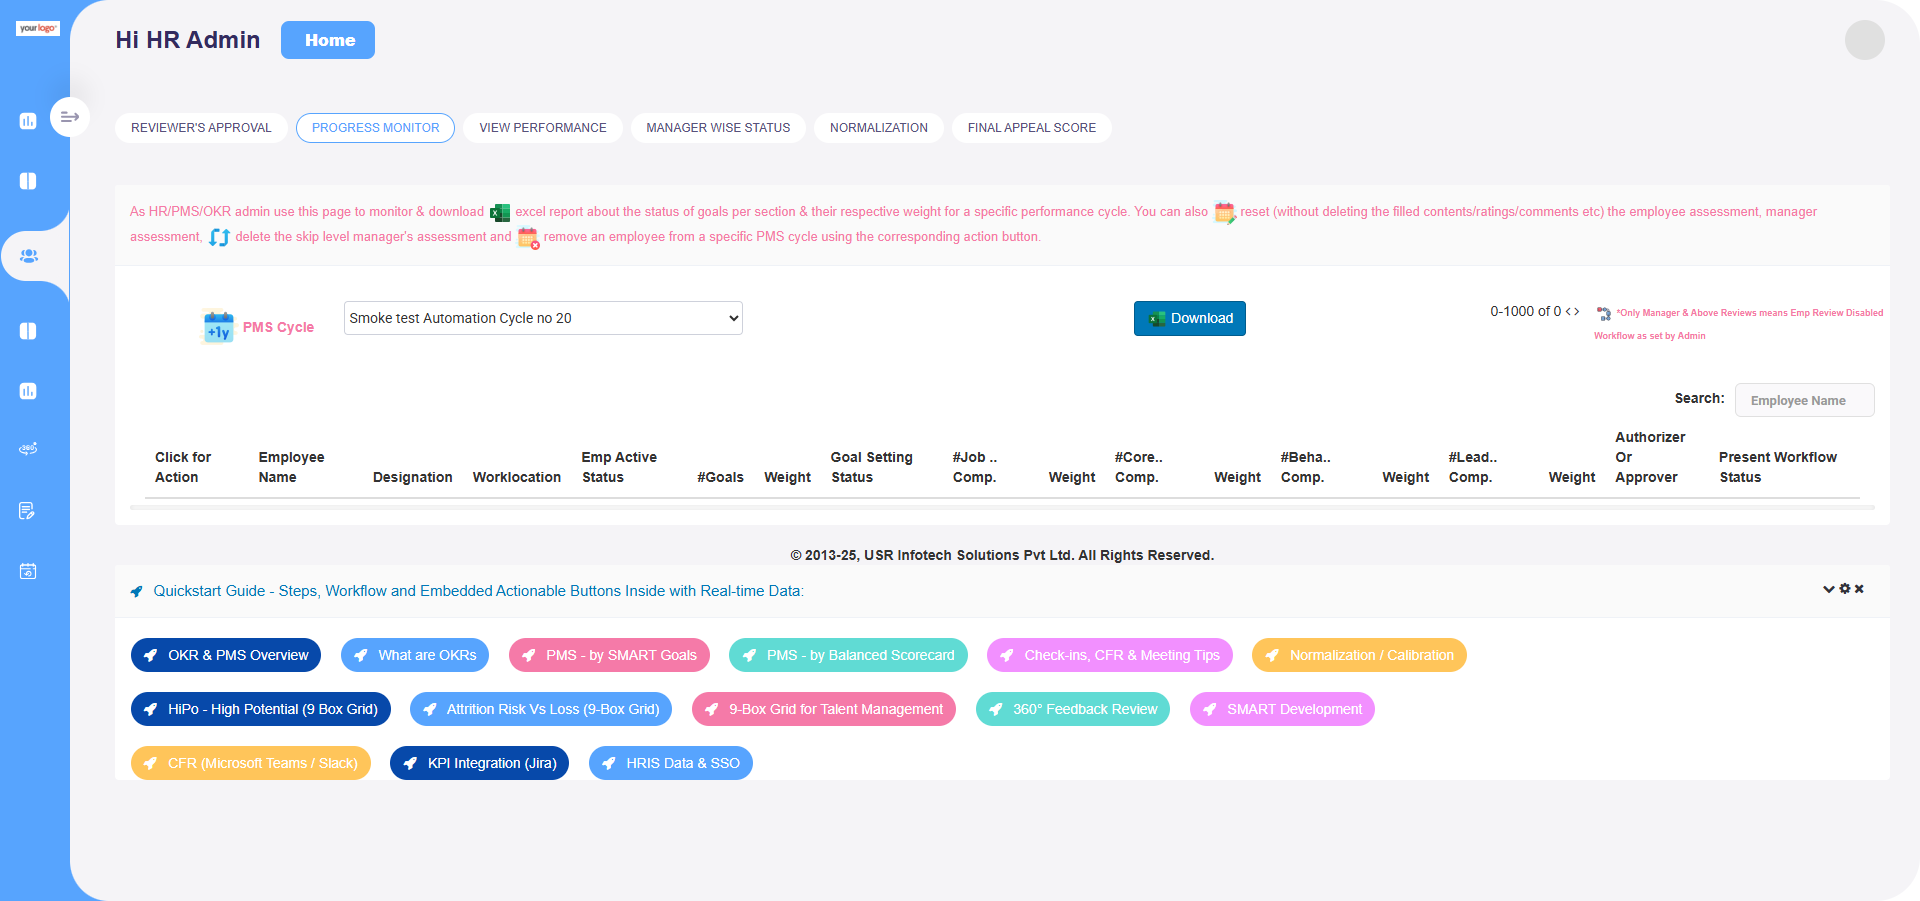 yourlogo
Hi HR Admin
Home
REVIEWER'S APPROVAL
PROGRESS MONITOR
VIEW PERFORMANCE
MANAGER WISE STATUS
NORMALIZATION
FINAL APPEAL SCORE
As HR/PMS/OKR admin use this page to monitor & download excel report about the status of goals per section & their respective weight for a specific performance cycle. You can also reset (without deleting the filled contents/ratings/comments etc) the employee assessment, manager
assessment, delete the skip level manager's assessment and remove an employee from a specific PMS cycle using the corresponding action button.
+1y PMS Cycle
Smoke test Automation Cycle no 20
Download
0-1000 of 0 < >
*Only Manager & Above Reviews means Emp Review Disabled
Workflow as set by Admin
Search: Employee Name
Click for Action
Employee Name
Designation
Worklocation
Emp Active Status
#Goals
Weight
Goal Setting Status
#Job .. Comp.
Weight
#Core.. Comp.
Weight
#Beha.. Comp.
Weight
#Lead.. Comp.
Weight
Authorizer Or Approver
Present Workflow Status
© 2013-25, USR Infotech Solutions Pvt Ltd. All Rights Reserved.
Quickstart Guide - Steps, Workflow and Embedded Actionable Buttons Inside with Real-time Data:
OKR & PMS Overview
What are OKRs
PMS - by SMART Goals
PMS - by Balanced Scorecard
Check-ins, CFR & Meeting Tips
Normalization / Calibration
HiPo - High Potential (9 Box Grid)
Attrition Risk Vs Loss (9-Box Grid)
9-Box Grid for Talent Management
360° Feedback Review
SMART Development
CFR (Microsoft Teams / Slack)
KPI Integration (Jira)
HRIS Data & SSO
360°